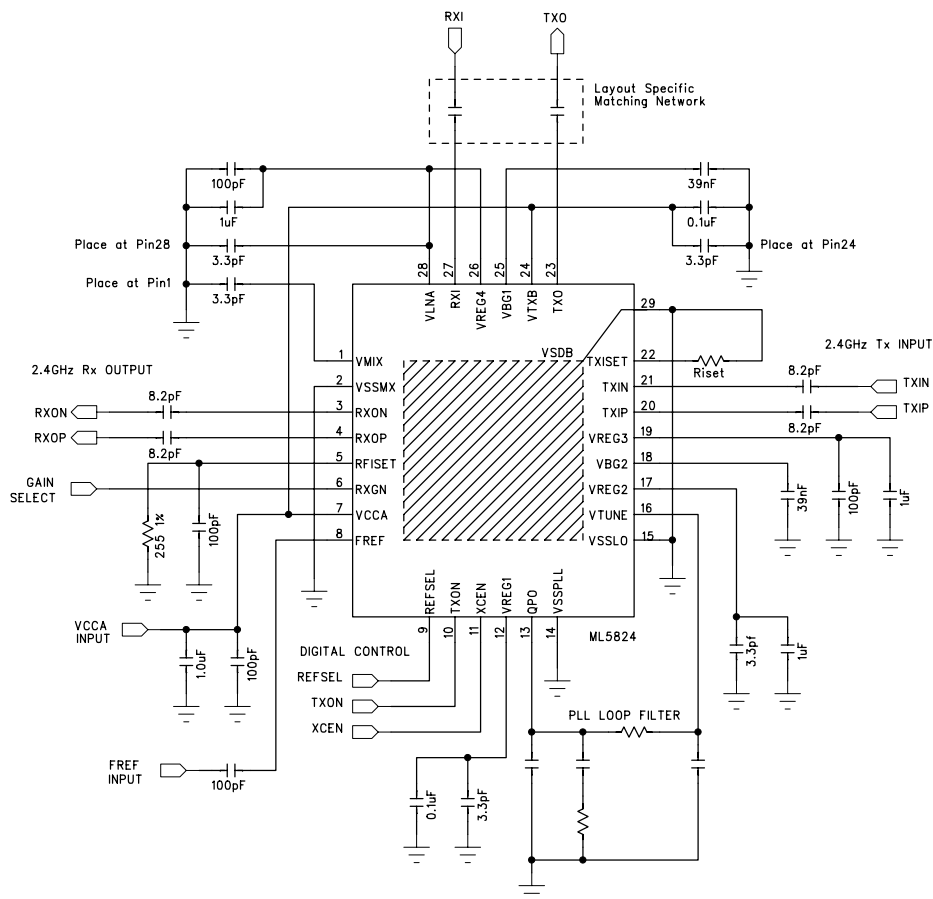 RXI
TXO
Layout Specific
Matching Network
100pF
39nF
1uF
0.1uF
Place at Pin28
3.3pF
3.3pF
Place at Pin24
Place at Pin1
3.3pF
28
27
26
25
24
23
VLNA
RXI
VREG4
VBG1
VTXB
TXO
29
VSDB
1
VMIX
TXISET
22
Riset
2.4GHz Tx INPUT
2.4GHz Rx OUTPUT
2
VSSMX
TXIN
21
8.2pF
TXIN
8.2pF
RXON
3
RXON
TXIP
20
8.2pF
TXIP
RXOP
8.2pF
4
RXOP
VREG3
19
5
RFISET
VBG2
18
GAIN
SELECT
6
RXGN
VREG2
17
39nF
100pF
1uF
255 1%
100pF
7
VCCA
VTUNE
16
8
FREF
VSSLO
15
REFSEL
TXON
XCEN
VREG1
QPO
VSSPLL
9
10
11
12
13
14
ML5824
VCCA
INPUT
1.0uF
100pF
DIGITAL CONTROL
REFSEL
TXON
XCEN
3.3pf
1uF
PLL LOOP FILTER
FREF
INPUT
100pF
0.1uF
3.3pF